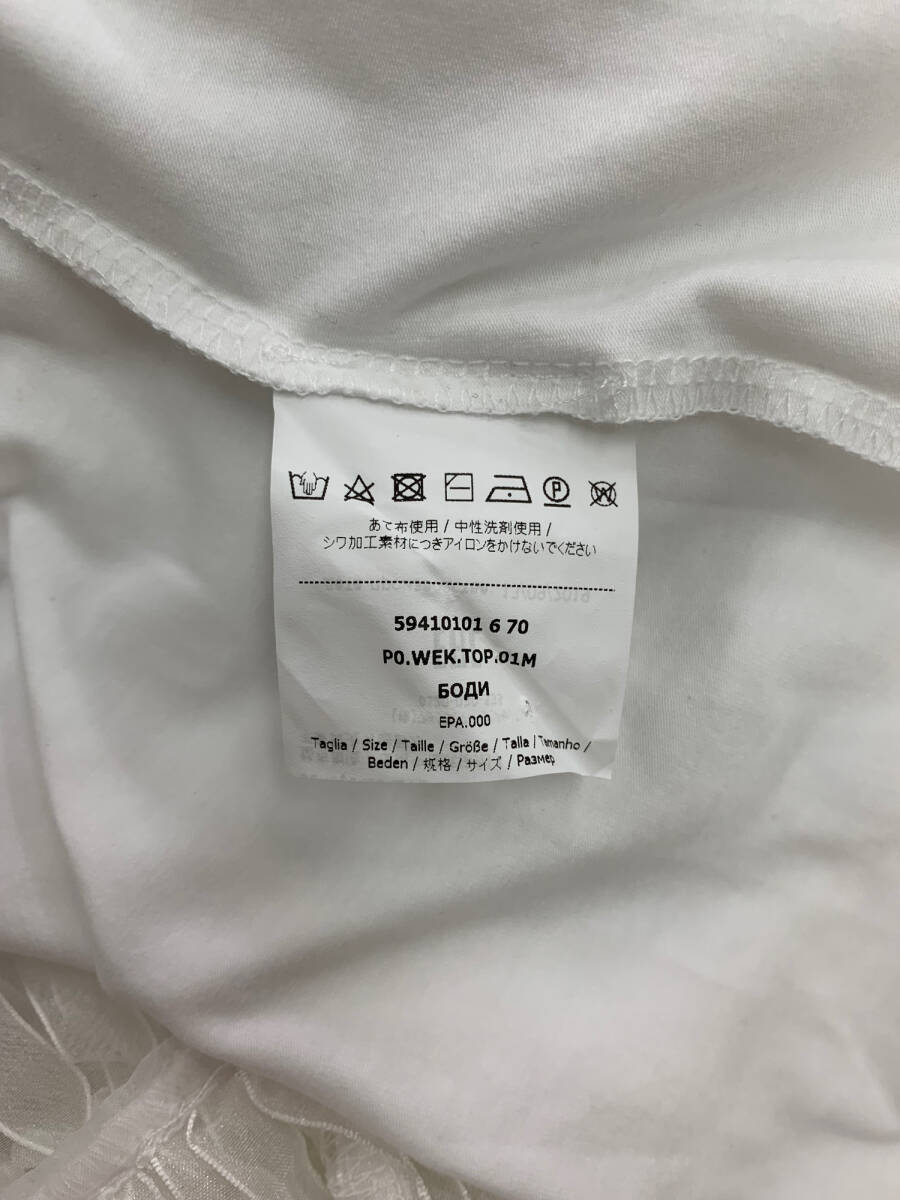 あて布使用 / 中性洗剤使用 /
シワ加工素材につきアイロンをかけないでください
59410101 6 70
P0.WEK.TOP.01M
БОДИ
EPA.000
Taglia / Size / Taille / Größe / Talla / Tamanho /
Beden / 规格 / サイズ / Размер